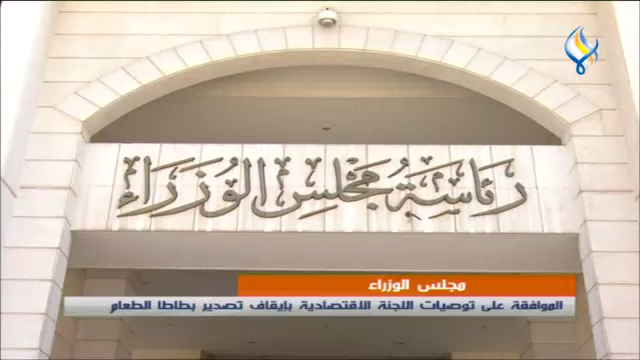 رئاسة مجلس الوزراء
مجلس الوزراء
الموافقة على توصيات اللجنة الاقتصادية بإيقاف تصدير بطاطا الطعام